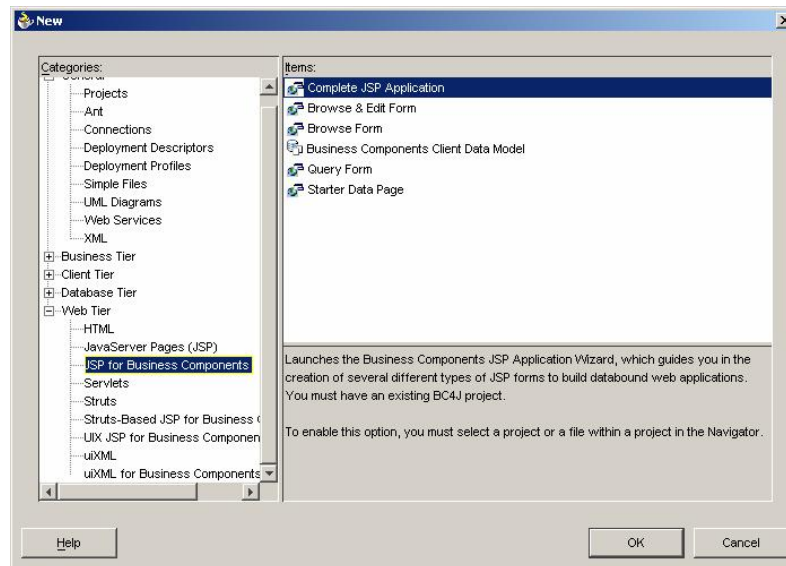 New
Categories:
General
Projects
Ant
Connections
Deployment Descriptors
Deployment Profiles
Simple Files
UML Diagrams
Web Services
XML
Business Tier
Client Tier
Database Tier
Web Tier
HTML
JavaServer Pages (JSP)
JSP for Business Components
Servlets
Struts
Struts-Based JSP for Business
UIX JSP for Business Componen
uiXML
uiXML for Business Components
Items:
Complete JSP Application
Browse & Edit Form
Browse Form
Business Components Client Data Model
Query Form
Starter Data Page
Launches the Business Components JSP Application Wizard, which guides you in the
creation of several different types of JSP forms to build databound web applications.
You must have an existing BC4J project.
To enable this option, you must select a project or a file within a project in the Navigator.
Help
OK
Cancel